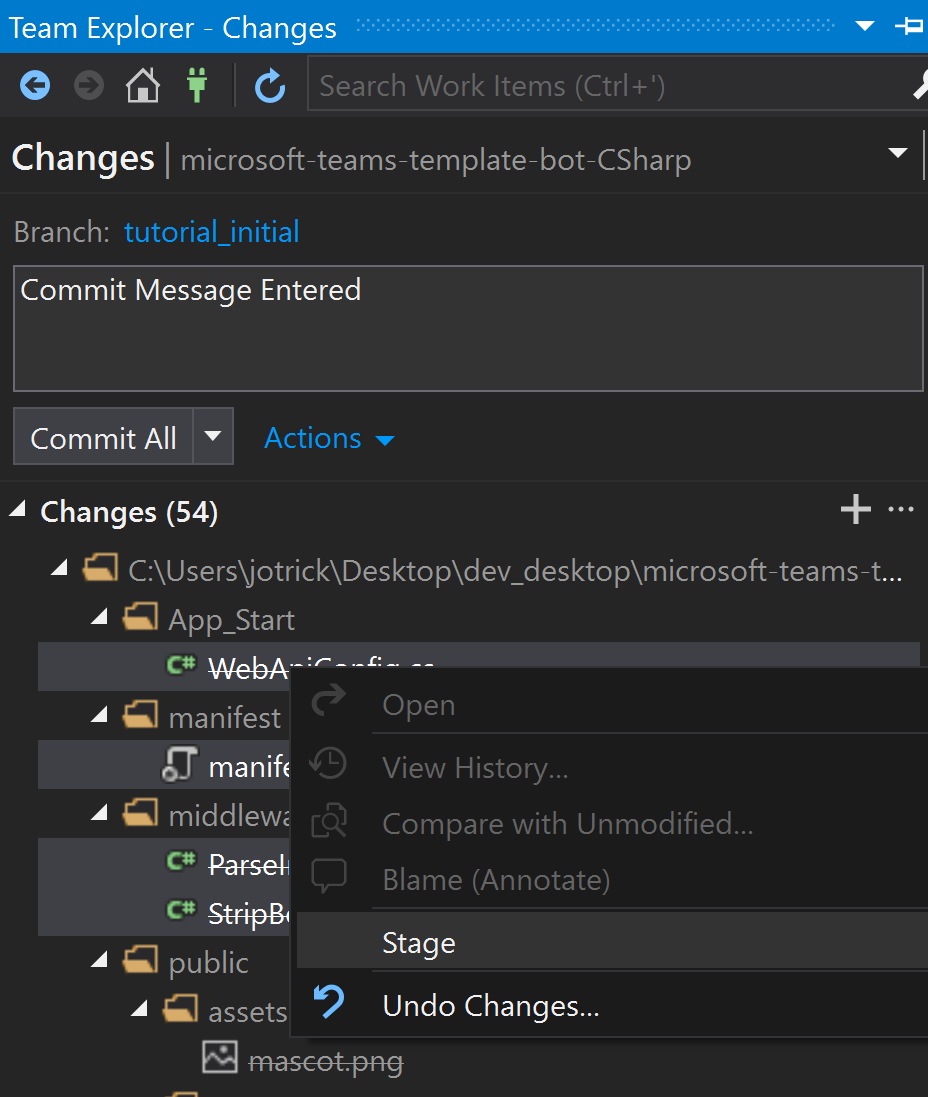 Team Explorer - Changes
Search Work Items (Ctrl+')
Changes | microsoft-teams-template-bot-CSharp
Branch: tutorial_initial
Commit Message Entered
Commit All Actions
Changes (54)
C:\Users\jotrick\Desktop\dev_desktop\microsoft-teams-t...
App_Start
C# WebApiConfig.cs
Open
manifest
View History...
manife
middlewa
Compare with Unmodified...
C# ParseI
Blame (Annotate)
C# StripBo
Stage
public
Undo Changes...
assets
mascot.png